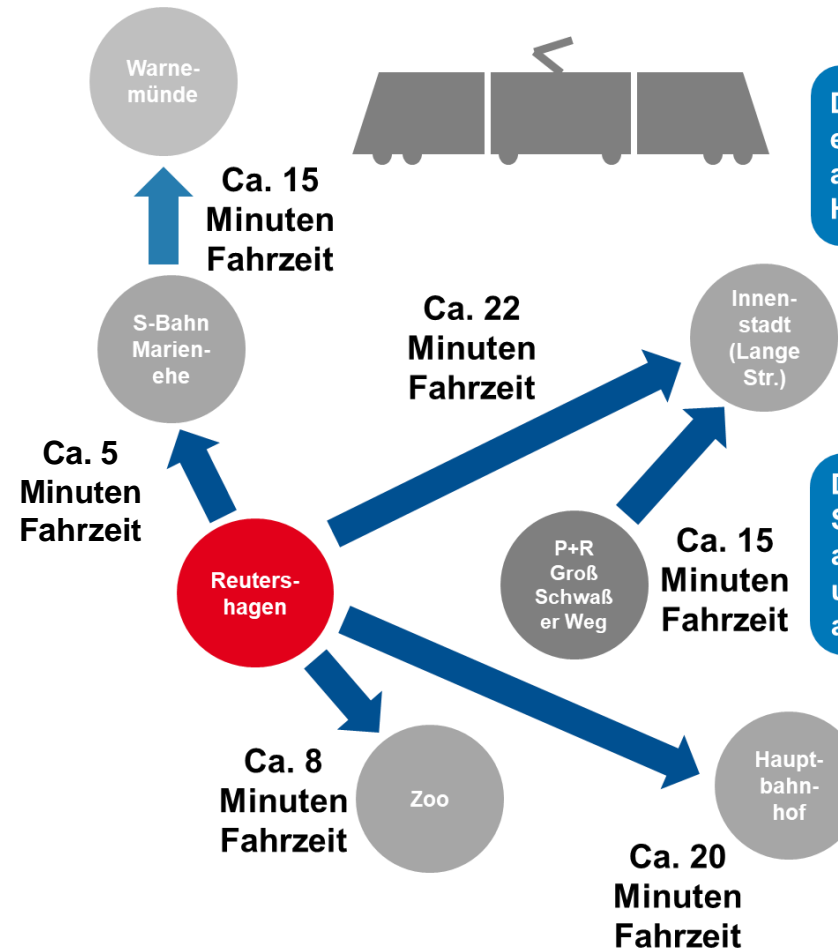 Warne-
münde
Ca. 15
Minuten
Fahrzeit
S-Bahn
Marien-
ehe
Ca. 22
Minuten
Fahrzeit
Innen-
stadt
(Lange
Str.)
Ca. 5
Minuten
Fahrzeit
Reuters-
hagen
P+R
Groß
Schwaß
er Weg
Ca. 15
Minuten
Fahrzeit
Ca. 8
Minuten
Fahrzeit
Zoo
Haupt-
bahn-
hof
Ca. 20
Minuten
Fahrzeit